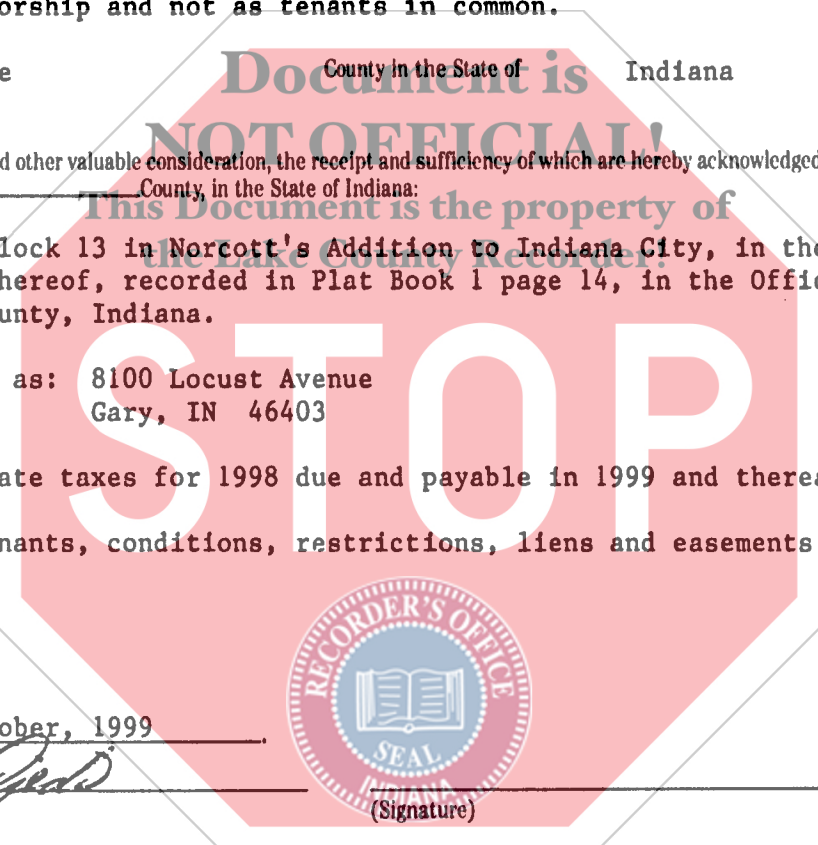 orship and not as tenants in common.
e County in the State of Indiana
Document is
NOT OFFICIAL!
d other valuable consideration, the receipt and sufficiency of which are hereby acknowledged
County, in the State of Indiana:
This Document is the property of
the Lake County Recorder!
lock 13 in Norcott's Addition to Indiana City, in the
hereof, recorded in Plat Book 1 page 14, in the Offic
unty, Indiana.
STOP
as: 8100 Locust Avenue
Gary, IN 46403
ate taxes for 1998 due and payable in 1999 and therea
nants, conditions, restrictions, liens and easements
RECORDER'S OFFICE
SEAL
INDIANA
ober, 1999
(Signature)